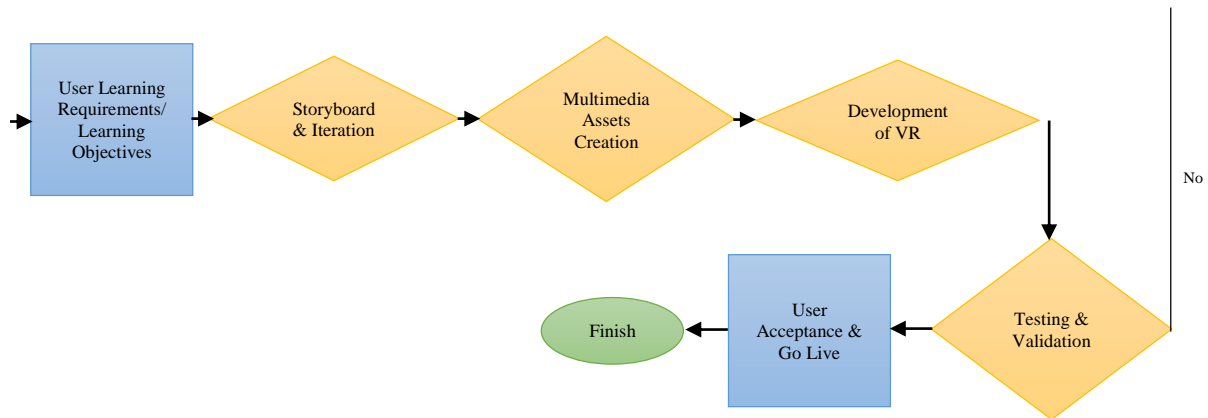 User Learning
Requirements/
Learning
Objectives
Storyboard
& Iteration
Multimedia
Assets
Creation
Development
of VR
No
Finish
User
Acceptance &
Go Live
Testing &
Validation